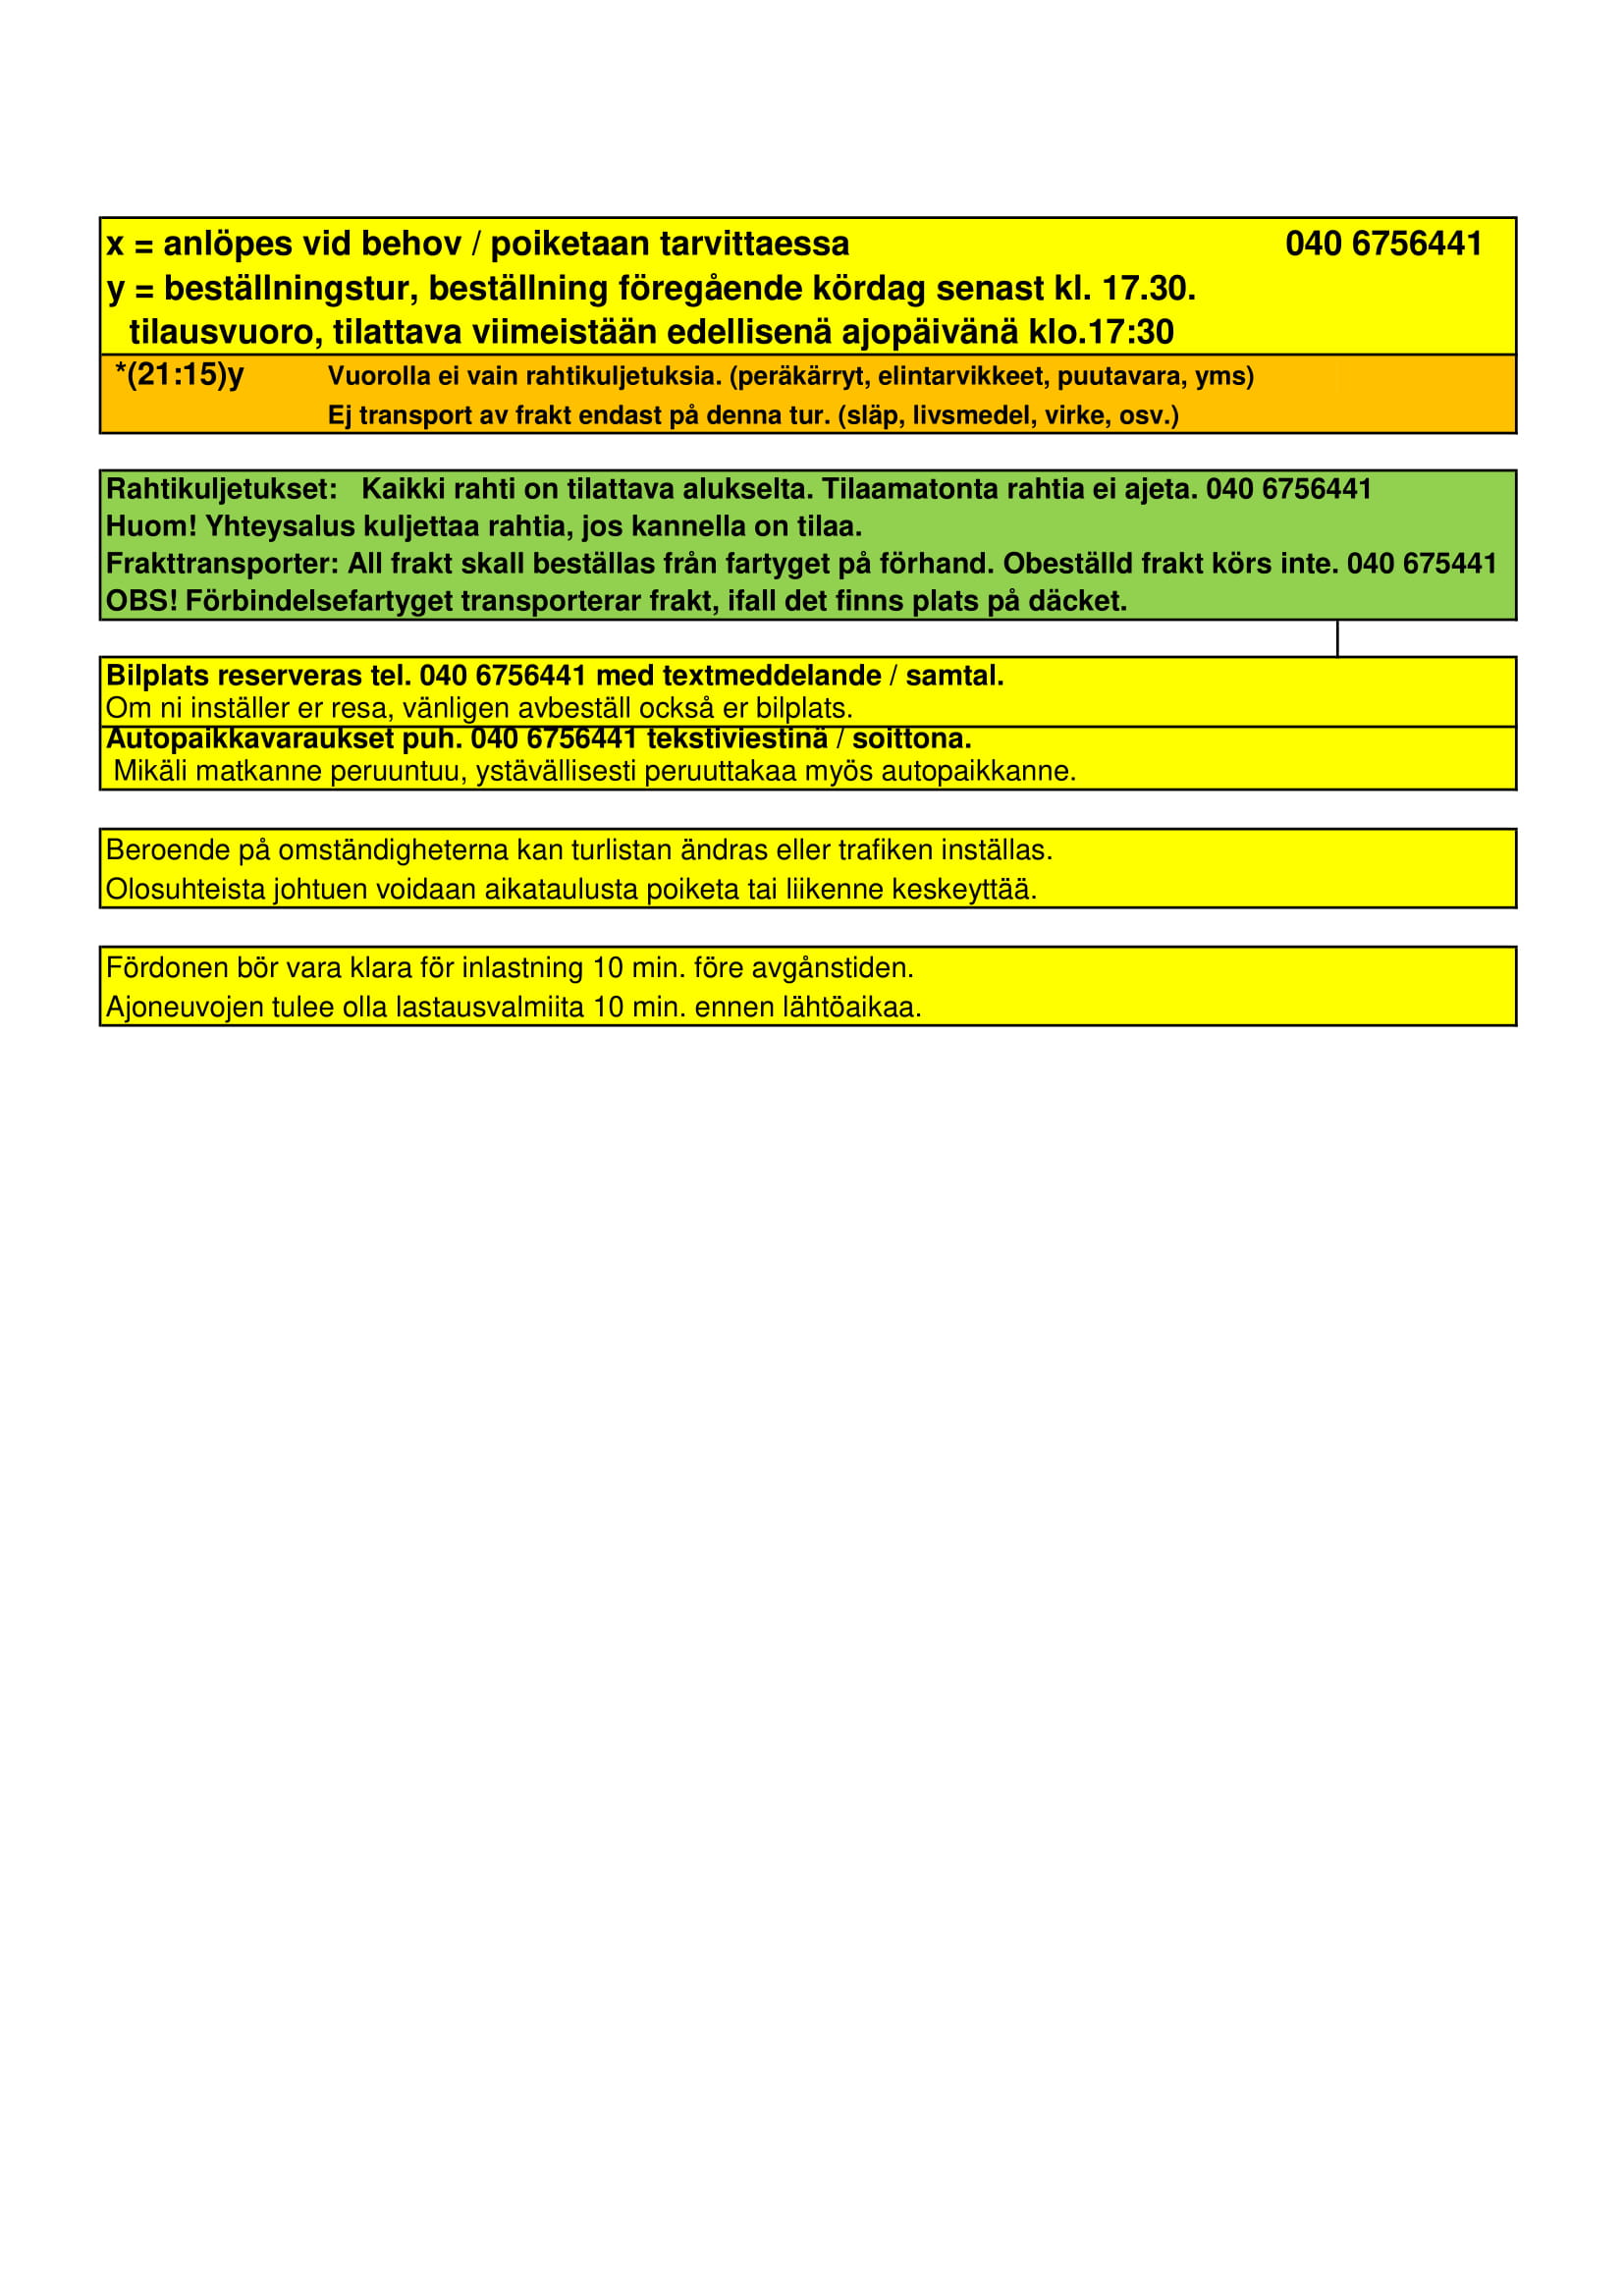 x = anlöpes vid behov / poiketaan tarvittaessa 040 6756441
y = beställningstur, beställning föregående kördag senast kl. 17.30.
tilausvuoro, tilattava viimeistään edellisenä ajopäivänä klo.17:30
*(21:15)y Vuorolla ei vain rahtikuljetuksia. (peräkärryt, elintarvikkeet, puutavara, yms)
Ej transport av frakt endast på denna tur. (släp, livsmedel, virke, osv.)
Rahtikuljetukset: Kaikki rahti on tilattava alukselta. Tilaamatonta rahtia ei ajeta. 040 6756441
Huom! Yhteysalus kuljettaa rahtia, jos kannella on tilaa.
Frakttransporter: All frakt skall beställas från fartyget på förhand. Obeställd frakt körs inte. 040 675441
OBS! Förbindelsefartyget transporterar frakt, ifall det finns plats på däcket.
Bilplats reserveras tel. 040 6756441 med textmeddelande / samtal.
Om ni inställer er resa, vänligen avbeställ också er bilplats.
Autopaikkavaraukset puh. 040 6756441 tekstiviestinä / soittona.
Mikäli matkanne peruuntuu, ystävällisesti peruuttakaa myös autopaikkanne.
Beroende på omständigheterna kan turlistan ändras eller trafiken inställas.
Olosuhteista johtuen voidaan aikataulusta poiketa tai liikenne keskeyttää.
Fördonen bör vara klara för inlastning 10 min. före avgånstiden.
Ajoneuvojen tulee olla lastausvalmiita 10 min. ennen lähtöaikaa.